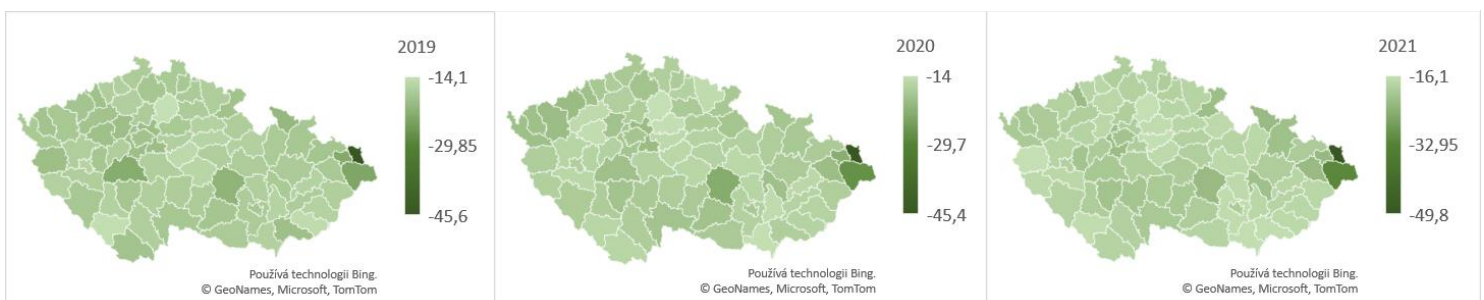 2019
-14,1
-29,85
-45,6
Používá technologii Bing.
© GeoNames, Microsoft, TomTom
2020
-14
-29,7
-45,4
Používá technologii Bing.
© GeoNames, Microsoft, TomTom
2021
-16,1
-32,95
-49,8
Používá technologii Bing.
© GeoNames, Microsoft, TomTom